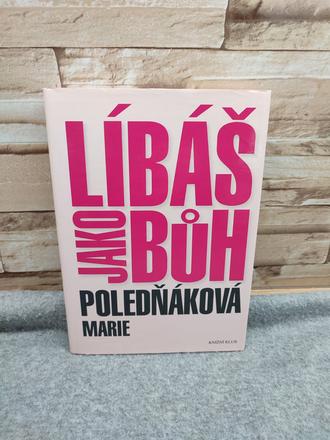 LÍBÁŠ
JAKO
BŮH
POLEDŇÁKOVÁ
MARIE
KNIŽNÍ KLUB